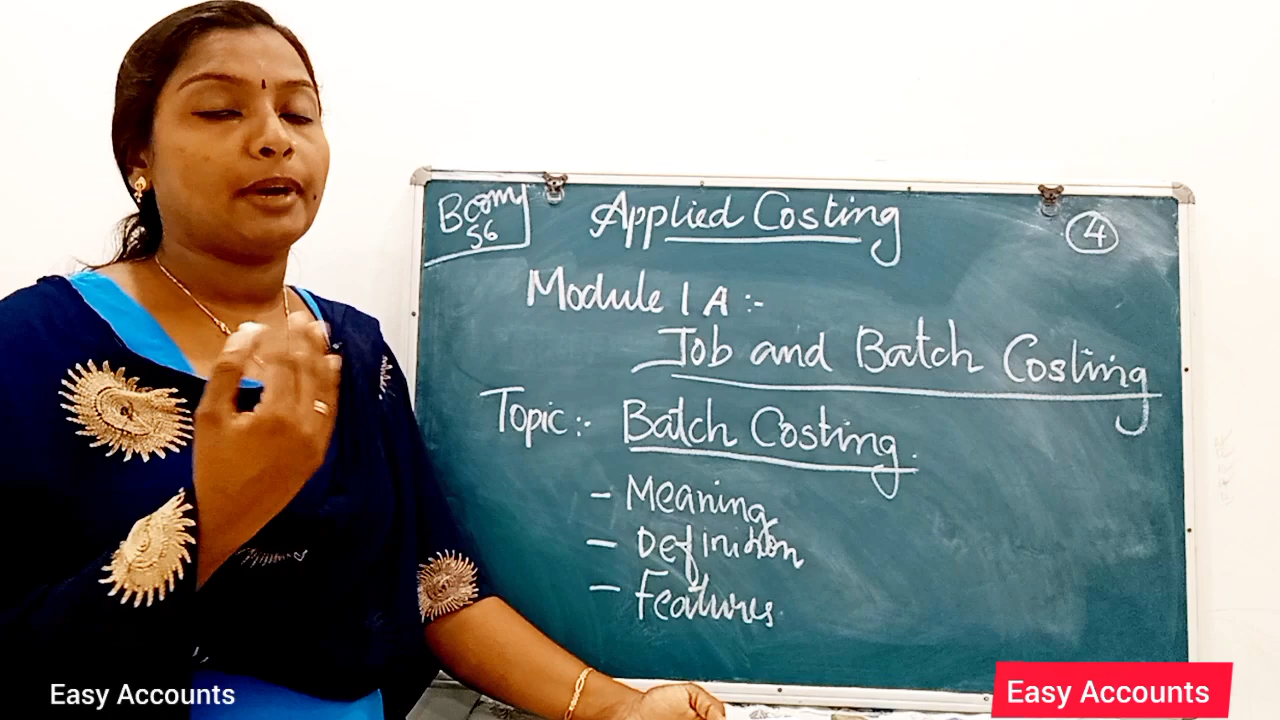 Bcom
S6
Applied Costing
4
Module 1 A :-
Job and Batch Costing
Topic :- Batch Costing.
- Meaning
- Definition
- Features
Easy Accounts
Easy Accounts